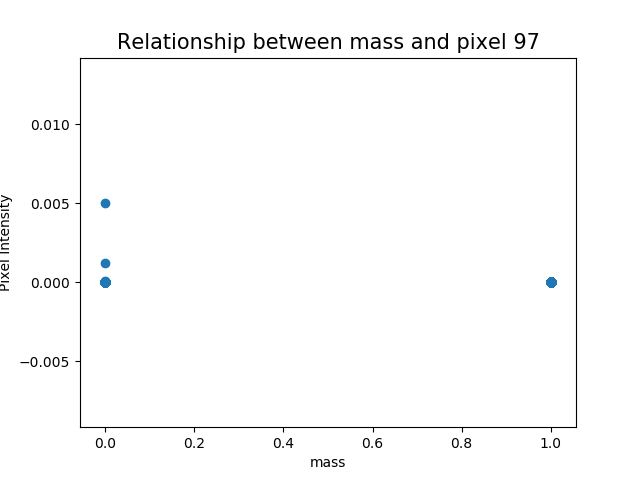 Relationship between mass and pixel 97
0.010
0.005
0.000
−0.005
Pixel Intensity
0.0 0.2 0.4 0.6 0.8 1.0
mass